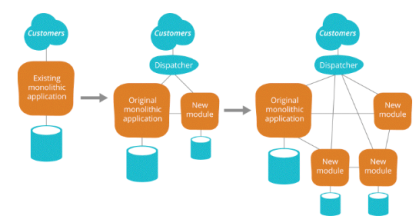 Customers
Existing
monolithic
application
Customers
Dispatcher
Original
monolithic
application
New
module
Customers
Dispatcher
Original
monolithic
application
New
module
New
module
New
module